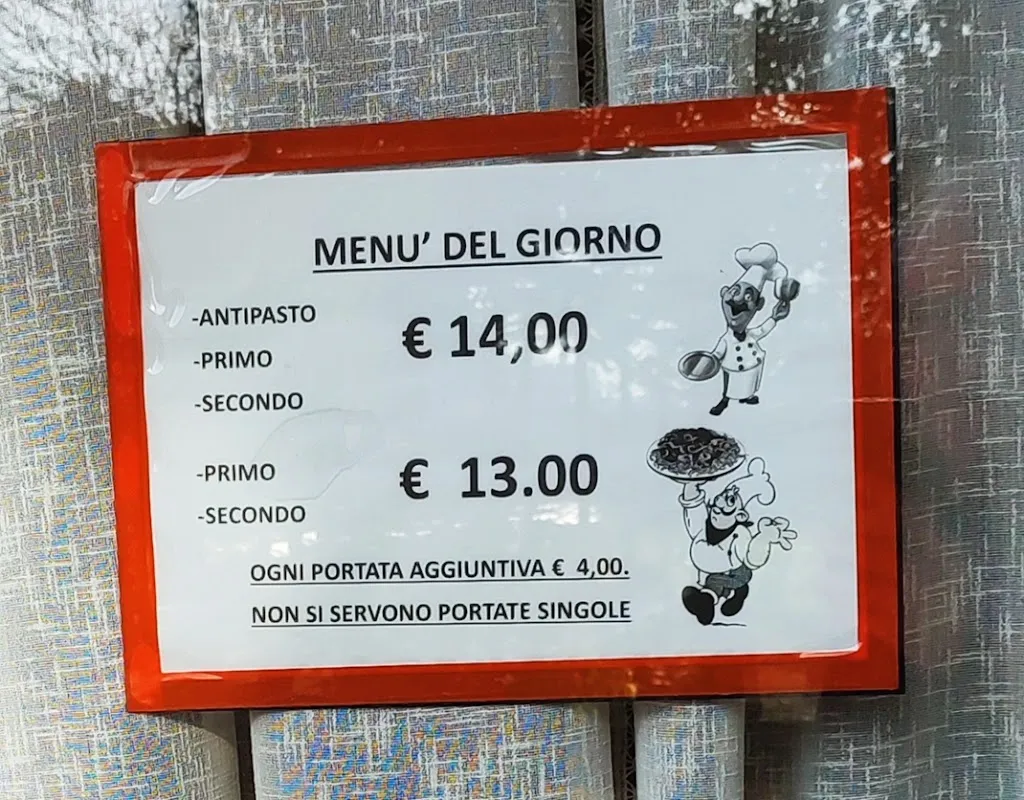 MENU' DEL GIORNO
-ANTIPASTO
-PRIMO
-SECONDO
€ 14,00
-PRIMO
-SECONDO
€ 13.00
OGNI PORTATA AGGIUNTIVA € 4,00.
NON SI SERVONO PORTATE SINGOLE